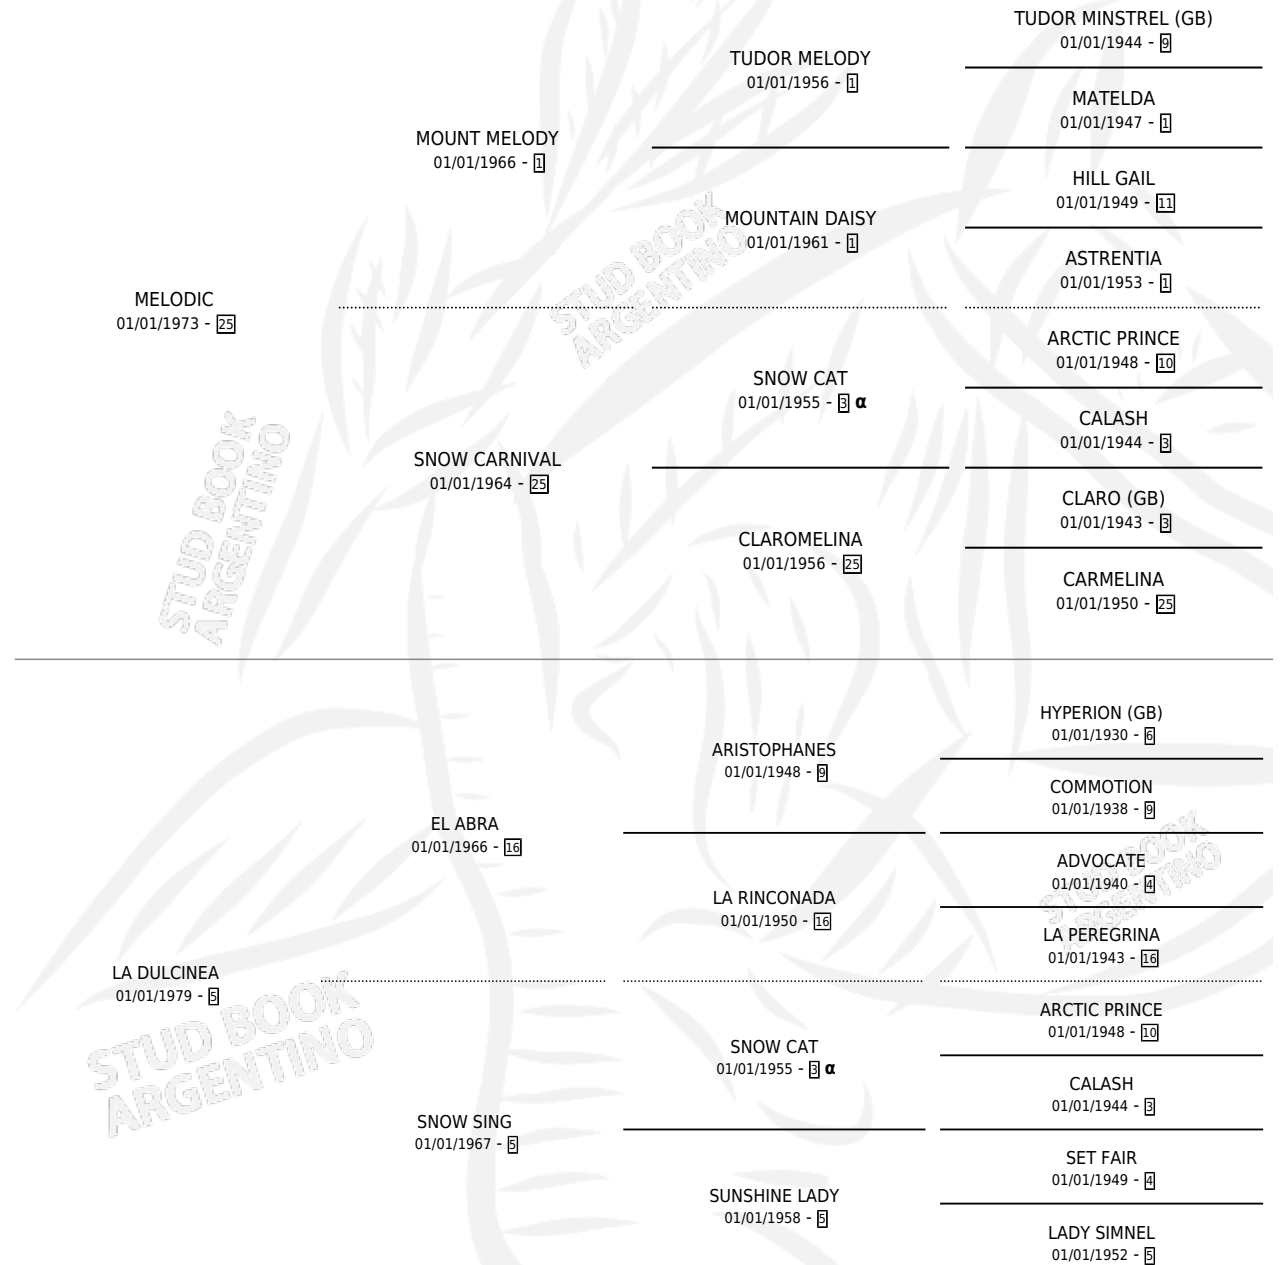 TUDOR MINSTREL (GB)
01/01/1944 - 9
TUDOR MELODY
01/01/1956 - 1
MATELDA
01/01/1947 - 1
MOUNT MELODY
01/01/1966 - 1
HILL GAIL
01/01/1949 - 11
MOUNTAIN DAISY
01/01/1961 - 1
ASTRENTIA
01/01/1953 - 1
STUD BOOK
ARGENTINO
MELODIC
01/01/1973 - 25
ARCTIC PRINCE
01/01/1948 - 10
SNOW CAT
01/01/1955 - 3 α
CALASH
01/01/1944 - 3
SNOW CARNIVAL
01/01/1964 - 25
CLARO (GB)
01/01/1943 - 3
CLAROMELINA
01/01/1956 - 25
CARMELINA
01/01/1950 - 25
STUD BOOK
ARGENTINO
HYPERION (GB)
01/01/1930 - 6
ARISTOPHANES
01/01/1948 - 9
COMMOTION
01/01/1938 - 9
EL ABRA
01/01/1966 - 16
ADVOCATE
01/01/1940 - 4
LA RINCONADA
01/01/1950 - 16
LA PEREGRINA
01/01/1943 - 16
STUD BOOK
ARGENTINO
LA DULCINEA
01/01/1979 - 5
ARCTIC PRINCE
01/01/1948 - 10
SNOW CAT
01/01/1955 - 3 α
CALASH
01/01/1944 - 3
STUD BOOK
ARGENTINO
SNOW SING
01/01/1967 - 5
SET FAIR
01/01/1949 - 4
SUNSHINE LADY
01/01/1958 - 5
LADY SIMNEL
01/01/1952 - 5